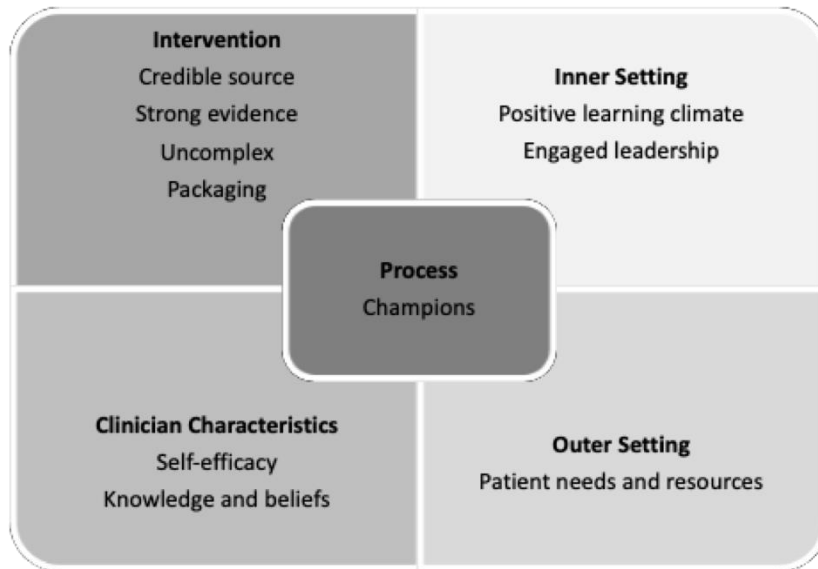 Intervention
Credible source
Strong evidence
Uncomplex
Packaging
Inner Setting
Positive learning climate
Engaged leadership
Process
Champions
Clinician Characteristics
Self-efficacy
Knowledge and beliefs
Outer Setting
Patient needs and resources